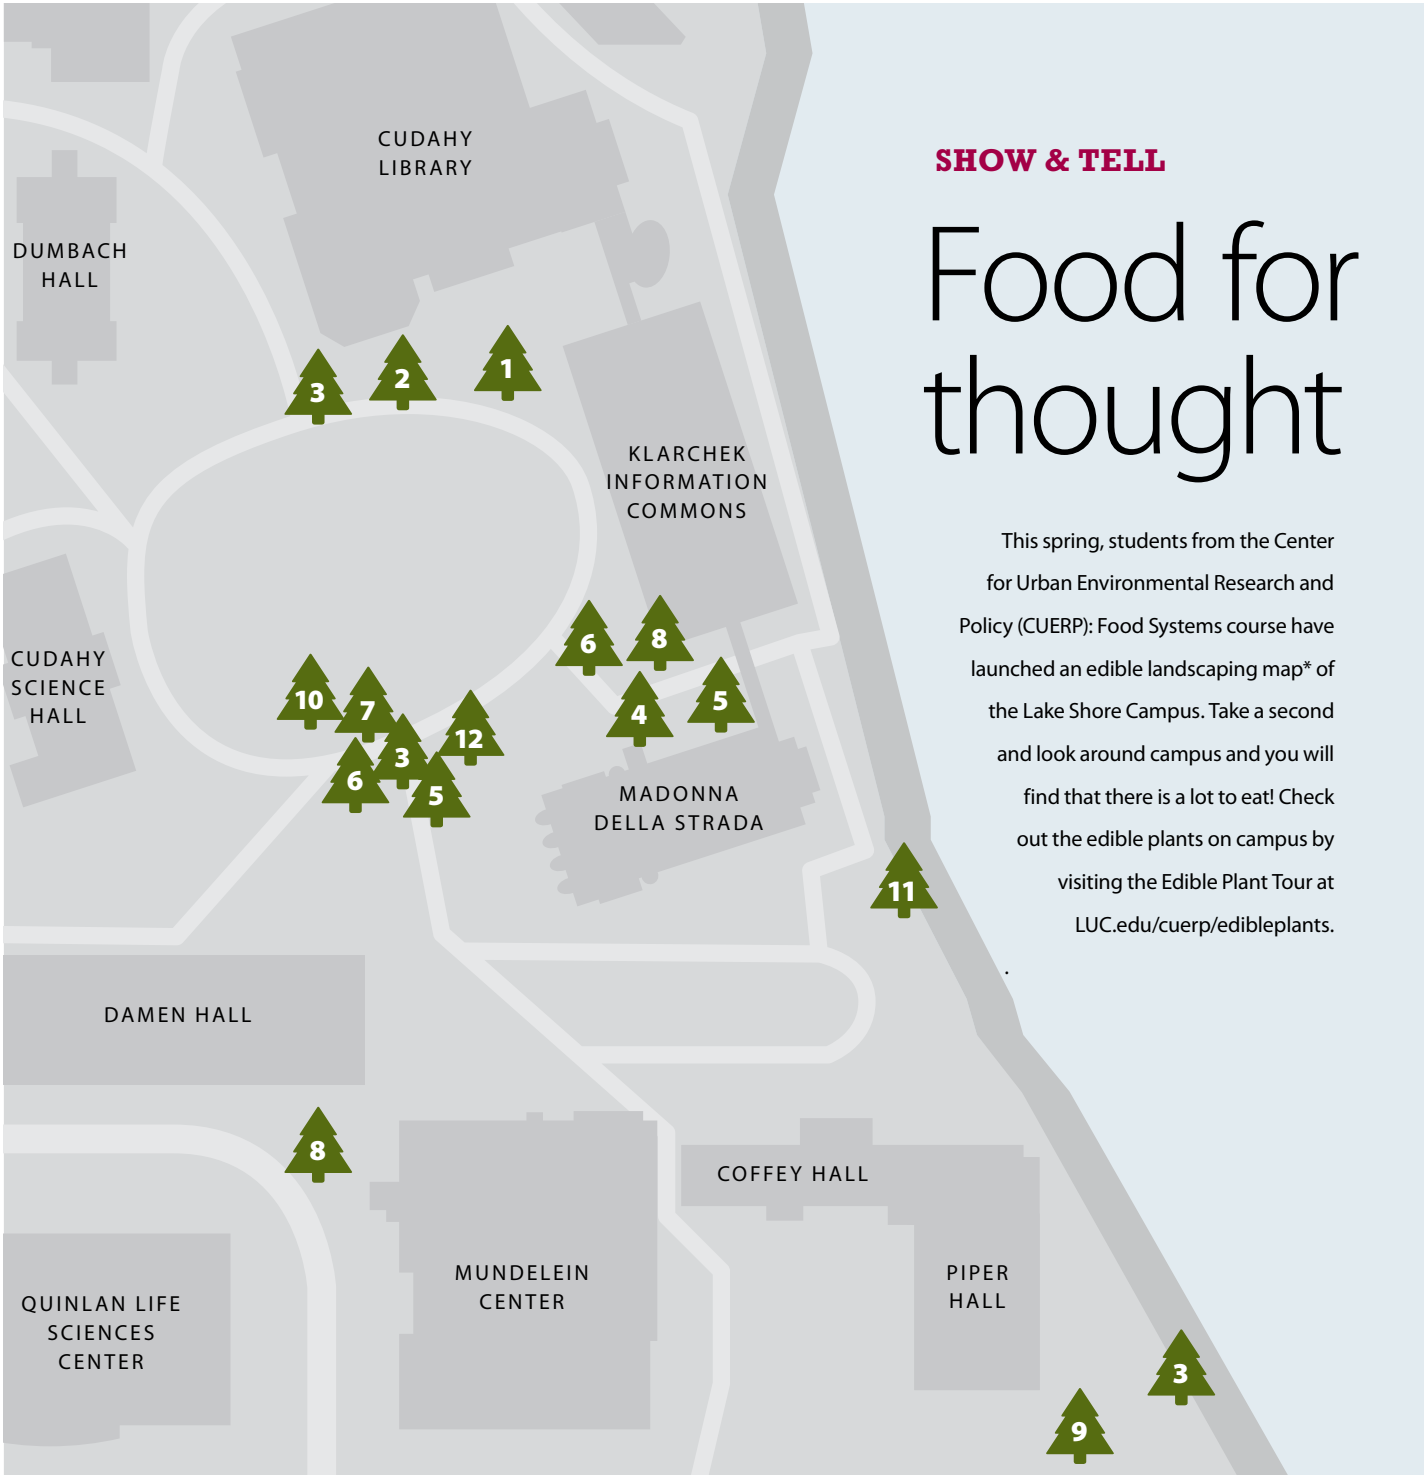 CUDAHY
LIBRARY
DUMBACH
HALL
3
2
1
KLARCHEK
INFORMATION
COMMONS
CUDAHY
SCIENCE
HALL
6
8
10
7
4
5
12
3
6
5
MADONNA
DELLA STRADA
11
DAMEN HALL
8
COFFEY HALL
MUNDELEIN
CENTER
PIPER
HALL
QUINLAN LIFE
SCIENCES
CENTER
3
9
SHOW & TELL
Food for
thought
This spring, students from the Center
for Urban Environmental Research and
Policy (CUERP): Food Systems course have
launched an edible landscaping map* of
the Lake Shore Campus. Take a second
and look around campus and you will
find that there is a lot to eat! Check
out the edible plants on campus by
visiting the Edible Plant Tour at
LUC.edu/cuerp/edibleplants.
.